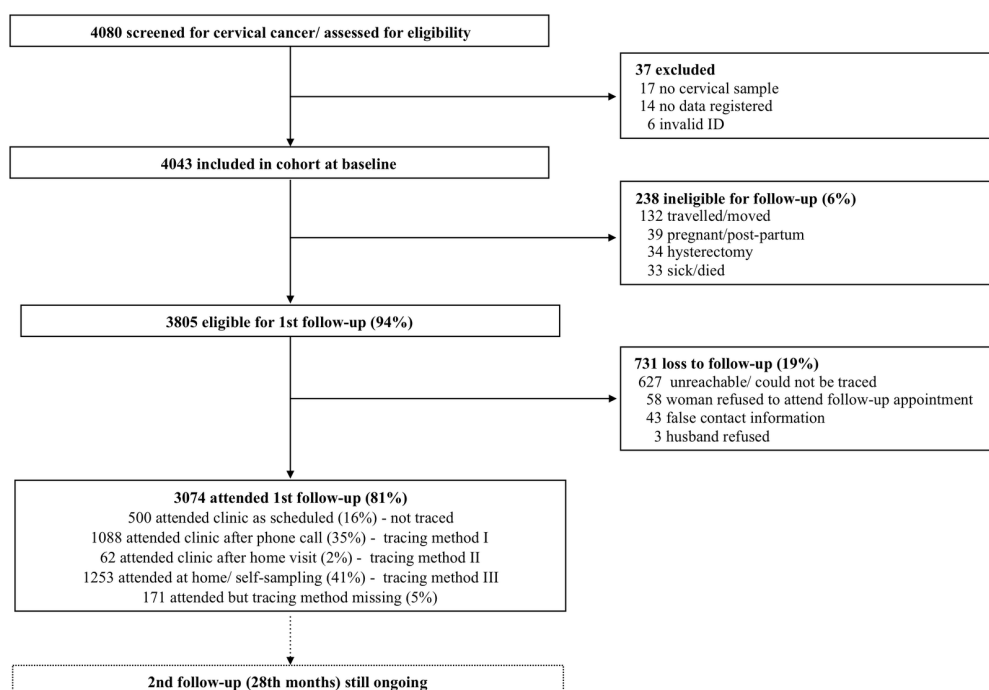 4080 screened for cervical cancer/ assessed for eligibility
37 excluded
17 no cervical sample
14 no data registered
6 invalid ID
4043 included in cohort at baseline
238 ineligible for follow-up (6%)
132 travelled/moved
39 pregnant/post-partum
34 hysterectomy
33 sick/died
3805 eligible for 1st follow-up (94%)
731 loss to follow-up (19%)
627 unreachable/ could not be traced
58 woman refused to attend follow-up appointment
43 false contact information
3 husband refused
3074 attended 1st follow-up (81%)
500 attended clinic as scheduled (16%) - not traced
1088 attended clinic after phone call (35%) - tracing method I
62 attended clinic after home visit (2%) - tracing method II
1253 attended at home/ self-sampling (41%) - tracing method III
171 attended but tracing method missing (5%)
2nd follow-up (28th months) still ongoing